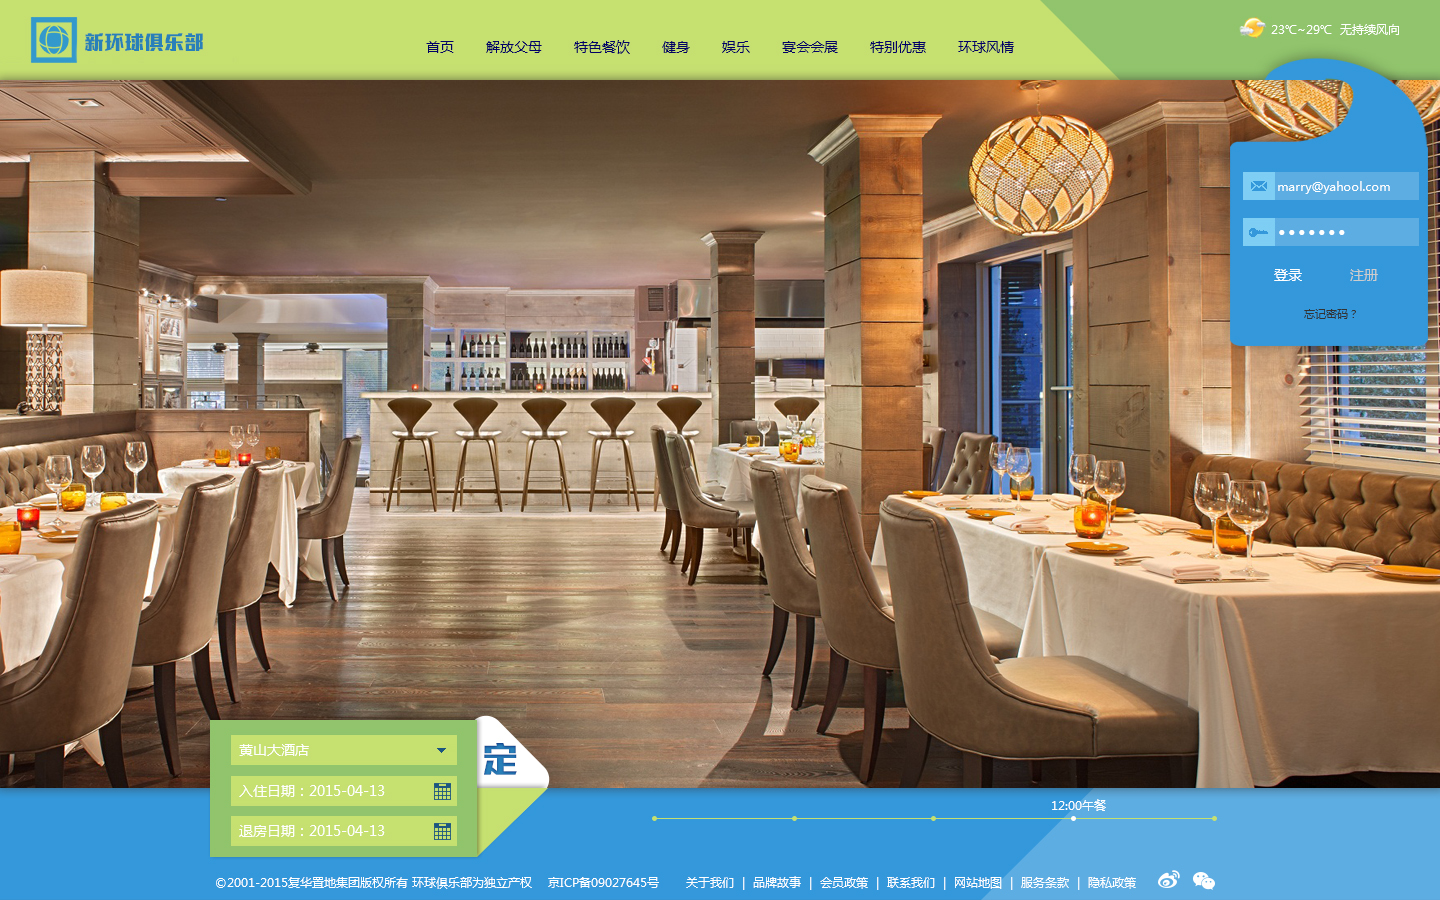 新环球俱乐部
首页 解放父母 特色餐饮 健身 娱乐 宴会会展 特别优惠 环球风情
23℃~29℃ 无持续风向
marry@yahool.com
登录 注册
忘记密码？
黄山大酒店
定
入住日期：2015-04-13
退房日期：2015-04-13
12:00午餐
©2001-2015复华置地集团版权所有 环球俱乐部为独立产权 京ICP备09027645号 关于我们 | 品牌故事 | 会员政策 | 联系我们 | 网站地图 | 服务条款 | 隐私政策